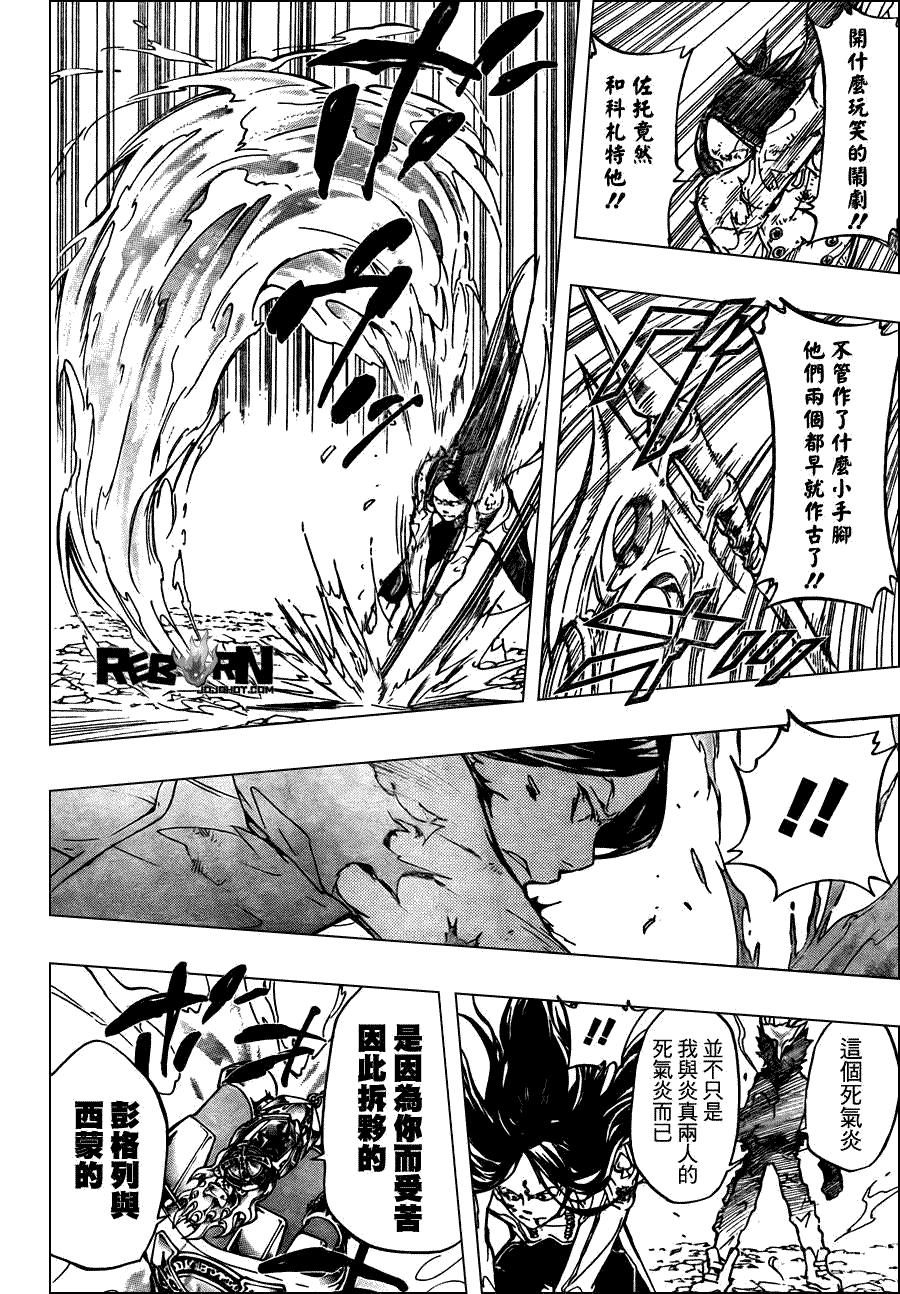 開什麼玩笑的鬧劇!!
佐托竟然
和科札特他!!
不管作了什麼小手腳
他們兩個都早就作古了!!
!!
這個死氣炎
並不只是
我與炎真兩人的
死氣炎而已
!!
是因為你而受苦
因此拆夥的
彭格列與
西蒙的
REBORN
JOJOHOT.COM